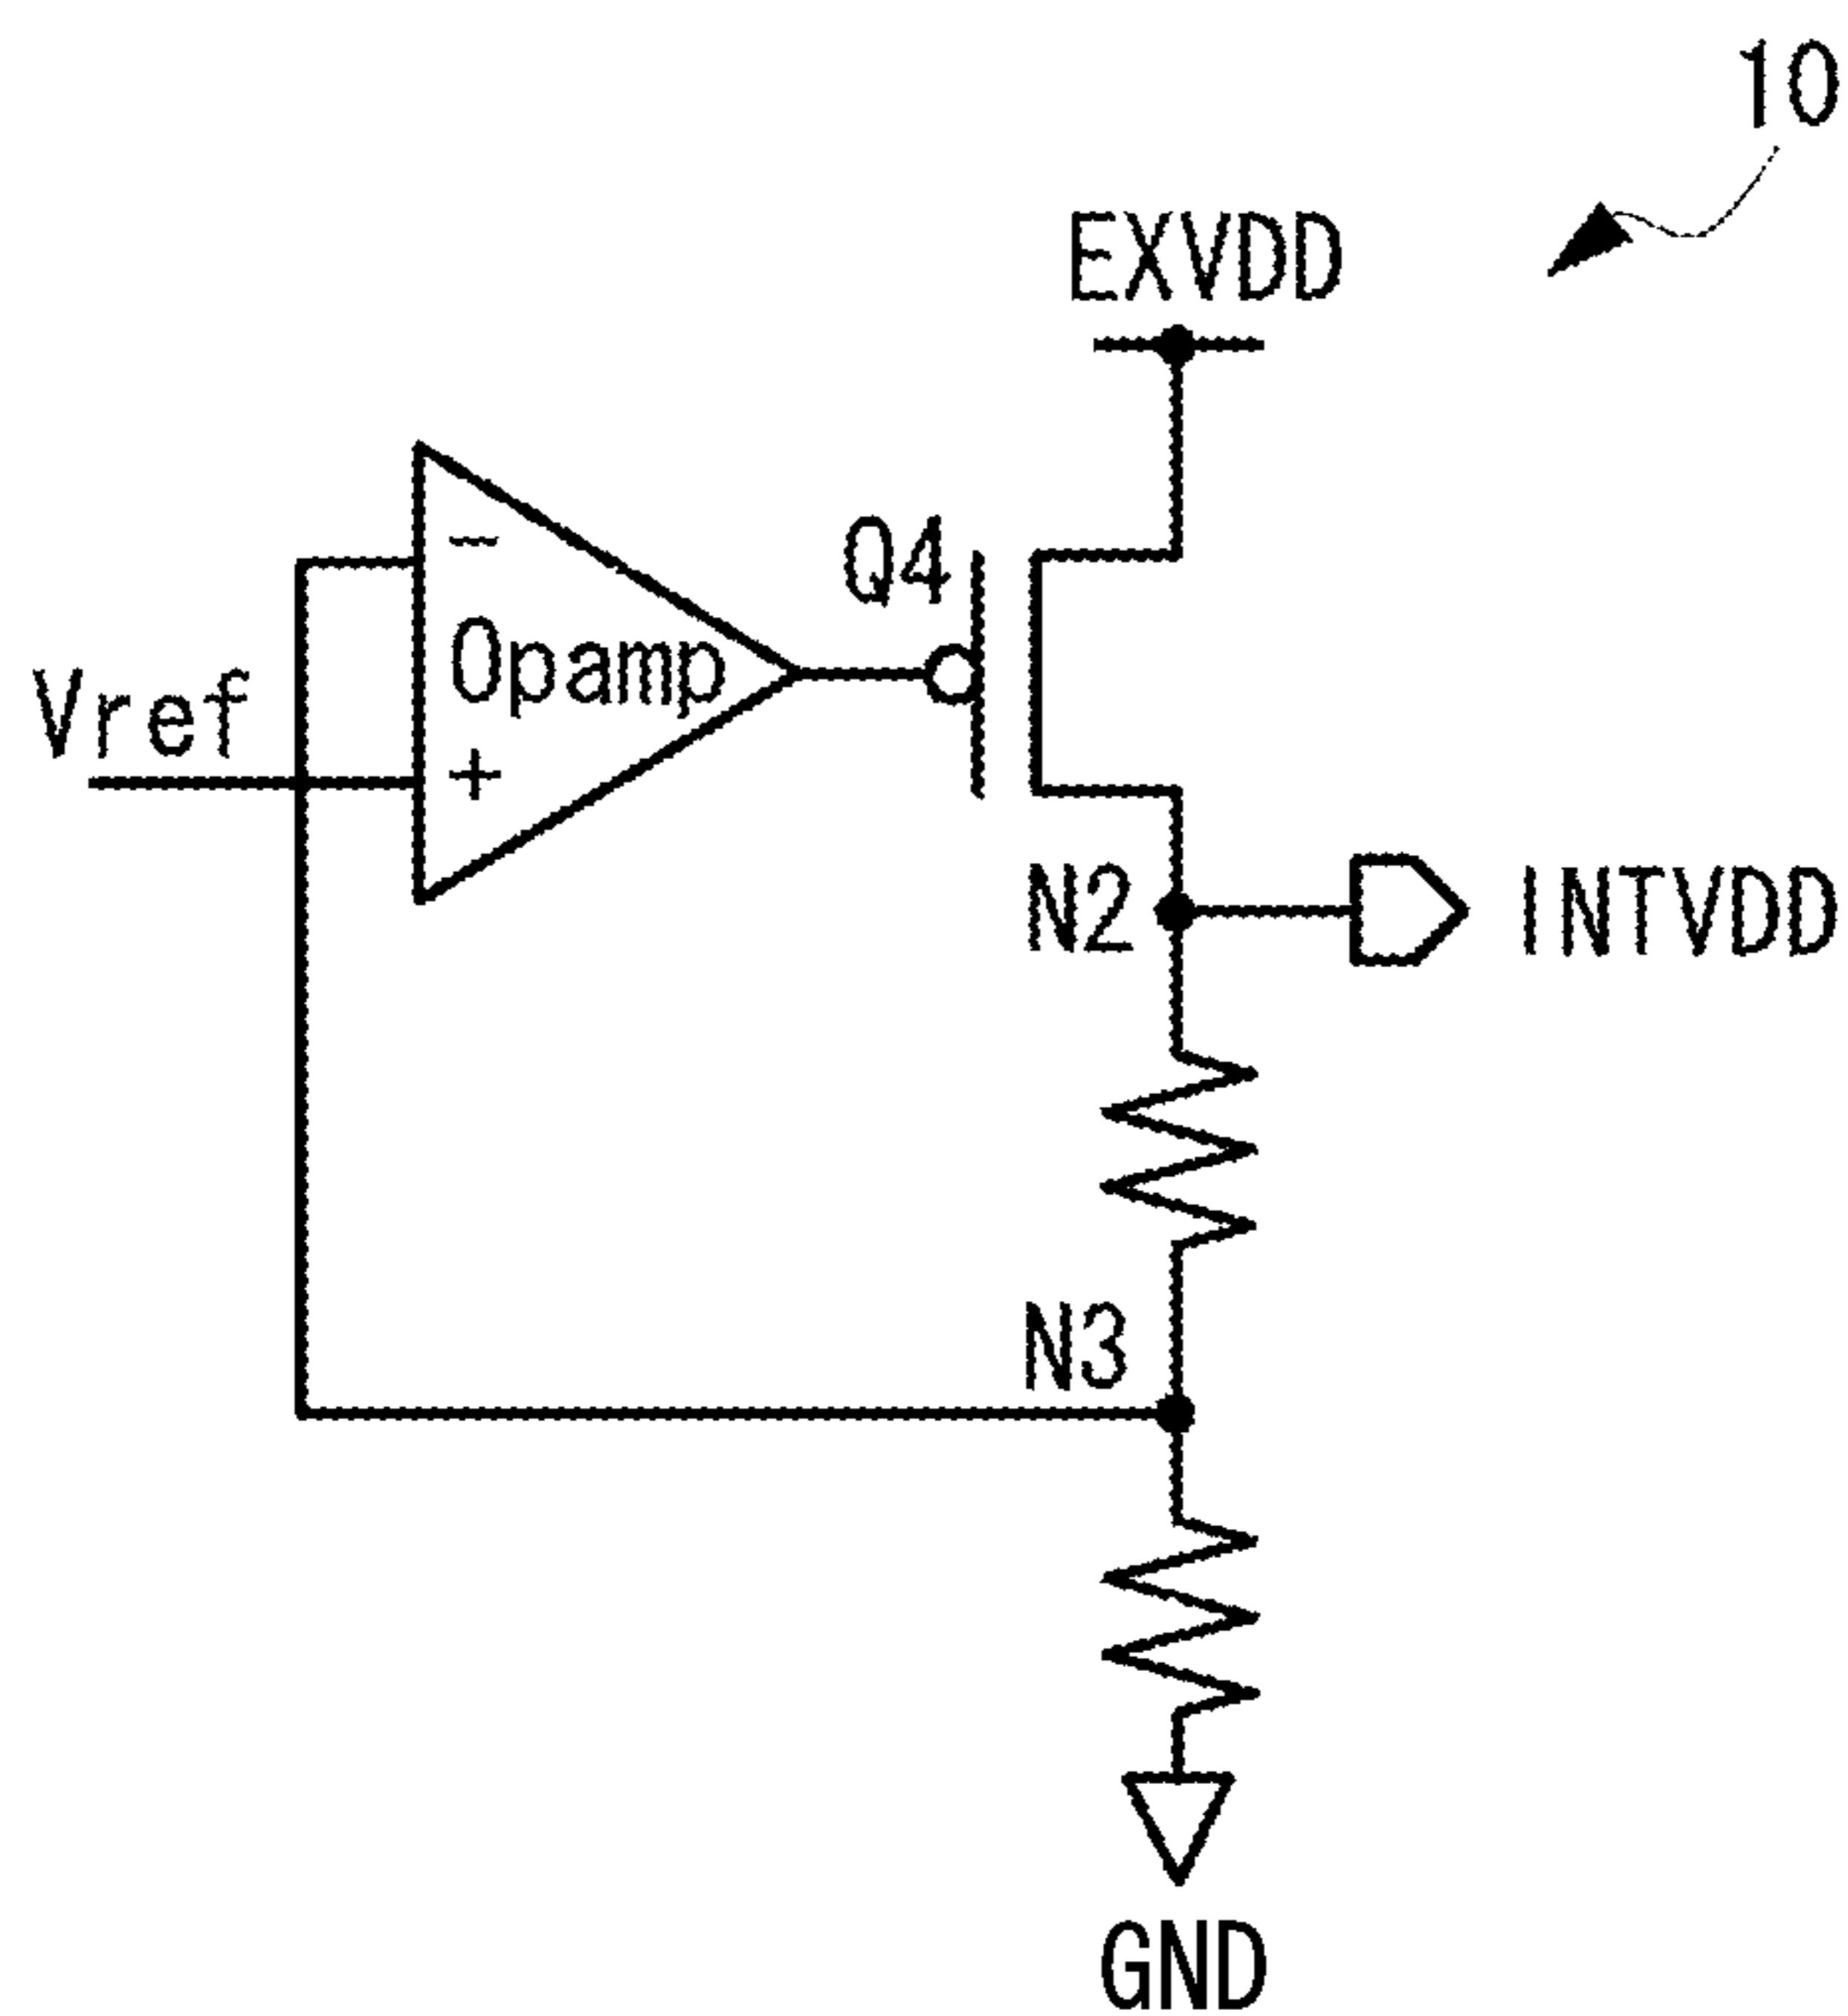 10
EXVDD
Q4
-
Opamp
+
Vref
N2
INTVDD
N3
GND